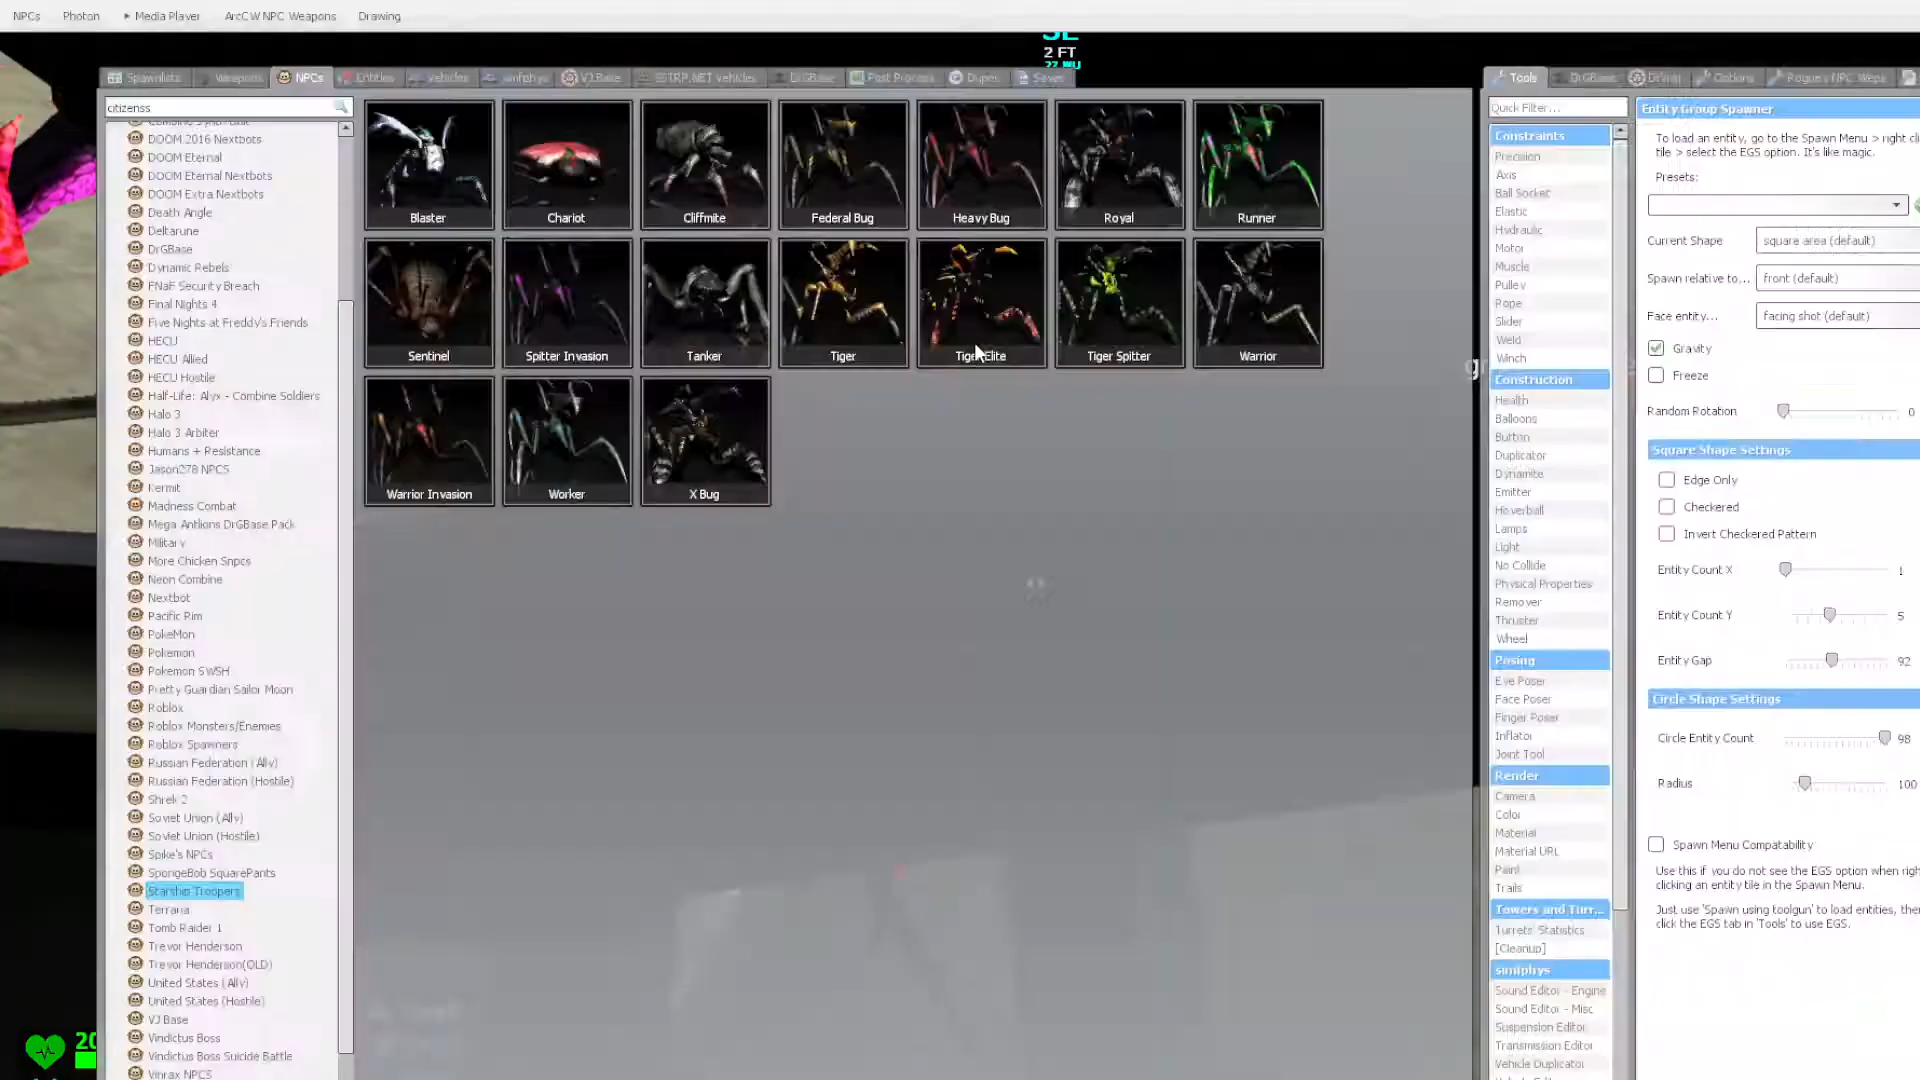 NPCs Photon Media Player ArcCW NPC Weapons Drawing
2 FT
Spawnlists Weapons NPCs Entities Vehicles simfphys VJ Base DrGBase Post Process Dupes Saves
Tools DrGBase Driving Options
citizenss
DOOM 2016 Nextbots
DOOM Eternal
DOOM Eternal Nextbots
DOOM Extra Nextbots
Death Angle
Deltarune
DrGBase
Dynamic Rebels
FNaF Security Breach
Final Nights 4
Five Nights at Freddy's Friends
HECU
HECU Allied
HECU Hostile
Half-Life: Alyx - Combine Soldiers
Halo 3
Halo 3 Arbiter
Humans + Resistance
Jason278 NPCS
Kermit
Madness Combat
Mega Antlions DrGBase Pack
Military
More Chicken Snpcs
Neon Combine
Nextbot
Pacific Rim
PokeMon
Pokemon
Pokemon SWSH
Pretty Guardian Sailor Moon
Roblox
Roblox Monsters/Enemies
Roblox Spawners
Russian Federation (Ally)
Russian Federation (Hostile)
Shrek 2
Soviet Union (Ally)
Soviet Union (Hostile)
Spike's NPCs
SpongeBob SquarePants
Starship Troopers
Terraria
Tomb Raider 1
Trevor Henderson
Trevor Henderson(OLD)
United States (Ally)
United States (Hostile)
VJ Base
Vindictus Boss
Vindictus Boss Suicide Battle
Vinrax NPCS
Blaster Chariot Cliffmite Federal Bug Heavy Bug Royal Runner
Sentinel Spitter Invasion Tanker Tiger Tiger Elite Tiger Spitter Warrior
Warrior Invasion Worker X Bug
20
Quick Filter...
Constraints
Precision
Axis
Ball Socket
Elastic
Hydraulic
Motor
Muscle
Pulley
Rope
Slider
Weld
Winch
Construction
Health
Balloons
Button
Duplicator
Dynamite
Emitter
Hoverball
Lamps
Light
No Collide
Physical Properties
Remover
Thruster
Wheel
Posing
Eye Poser
Face Poser
Finger Poser
Inflator
Joint Tool
Render
Camera
Color
Material
Material URL
Paint
Trails
Towers and Turr...
Turrets' Statistics
[Cleanup]
simfphys
Sound Editor - Engine
Sound Editor - Misc
Suspension Editor
Transmission Editor
Vehicle Duplicator
Entity Group Spawner
To load an entity, go to the Spawn Menu > right cli
tile > select the EGS option. It's like magic.
Presets:
Current Shape square area (default)
Spawn relative to... front (default)
Face entity... facing shot (default)
Gravity
Freeze
Random Rotation 0
Square Shape Settings
Edge Only
Checkered
Invert Checkered Pattern
Entity Count X 1
Entity Count Y 5
Entity Gap 92
Circle Shape Settings
Circle Entity Count 98
Radius 100
Spawn Menu Compatability
Use this if you do not see the EGS option when righ
clicking an entity tile in the Spawn Menu.
Just use 'Spawn using toolgun' to load entities, the
click the EGS tab in 'Tools' to use EGS.